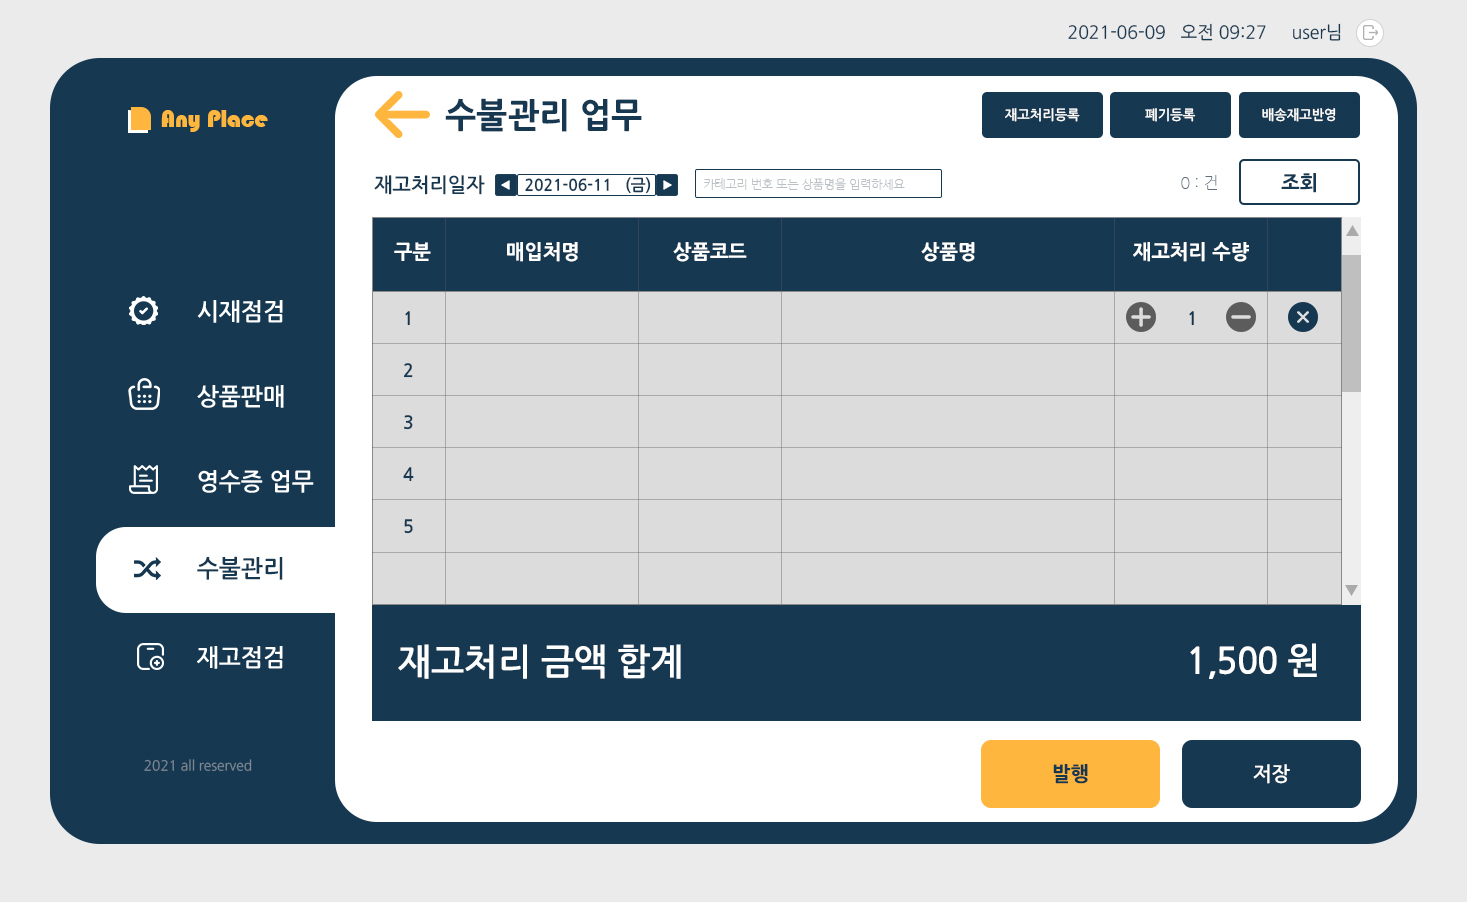 2021-06-09 오전 09:27 user님
Any Place
수불관리 업무
재고처리등록
폐기등록
배송재고반영
재고처리일자 ◀ 2021-06-11 (금) ▶
카테고리 번호 또는 상품명을 입력하세요
0 : 건
조회
구분 매입처명 상품코드 상품명 재고처리 수량
1 1
2
3
4
5
시재점검
상품판매
영수증 업무
수불관리
재고점검
재고처리 금액 합계 1,500 원
2021 all reserved
발행
저장